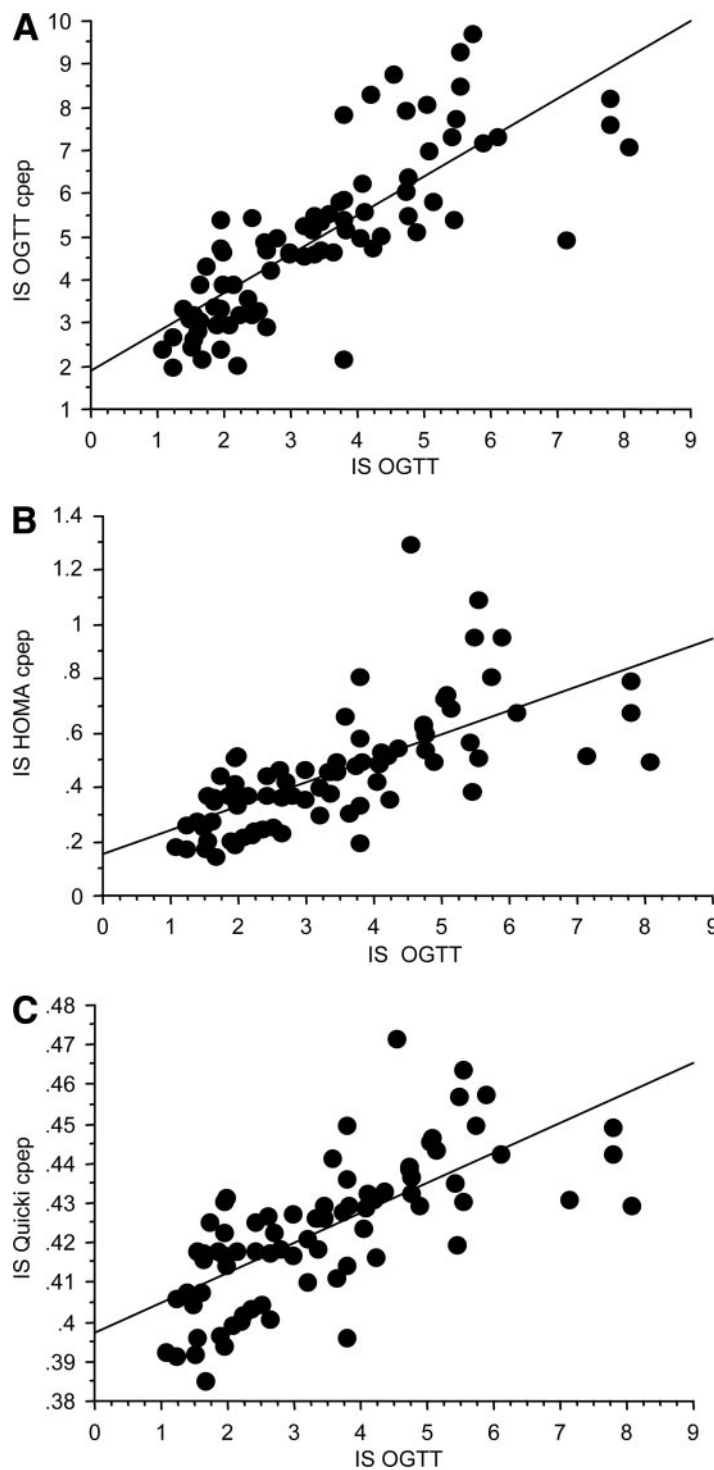 A
10
9
8
7
6
5
4
3
2
1
IS OGTT cpep
0 1 2 3 4 5 6 7 8 9
IS OGTT
B
1.4
1.2
1
.8
.6
.4
.2
0
IS HOMA cpep
0 1 2 3 4 5 6 7 8 9
IS OGTT
C
.48
.47
.46
.45
.44
.43
.42
.41
.4
.39
.38
IS Quicki cpep
0 1 2 3 4 5 6 7 8 9
IS OGTT